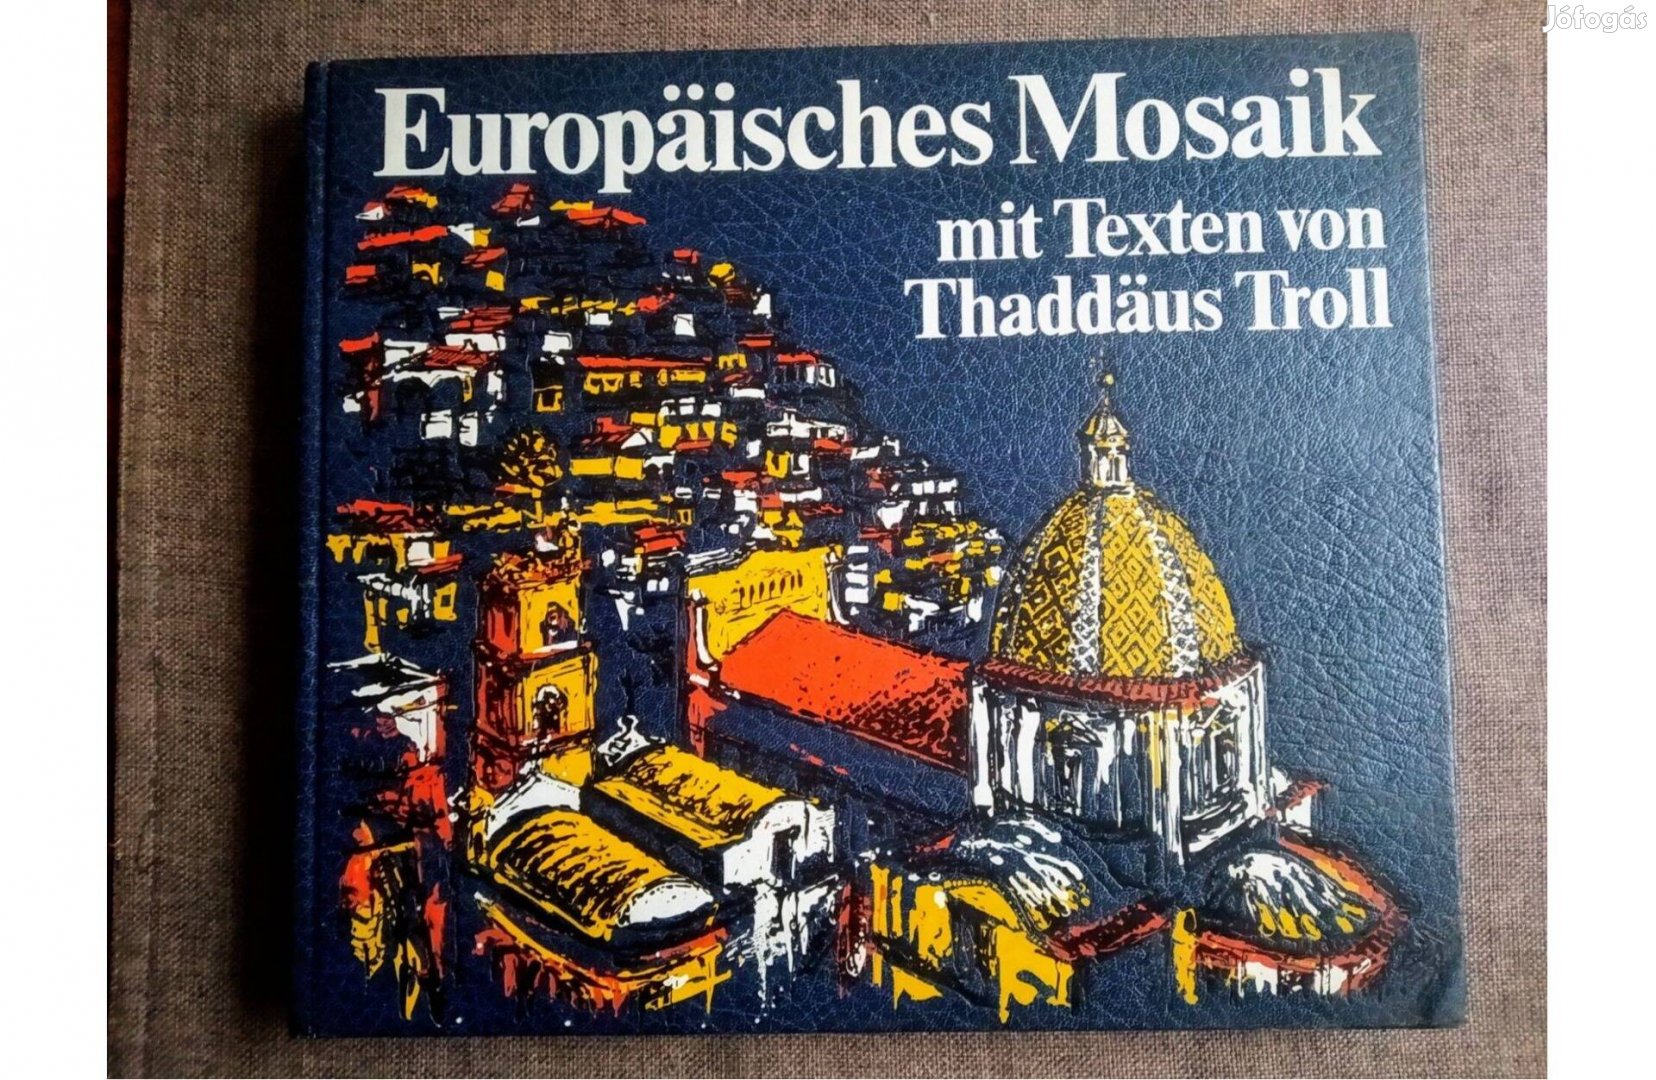 Jófogás
Europäisches Mosaik
mit Texten von
Thaddäus Troll